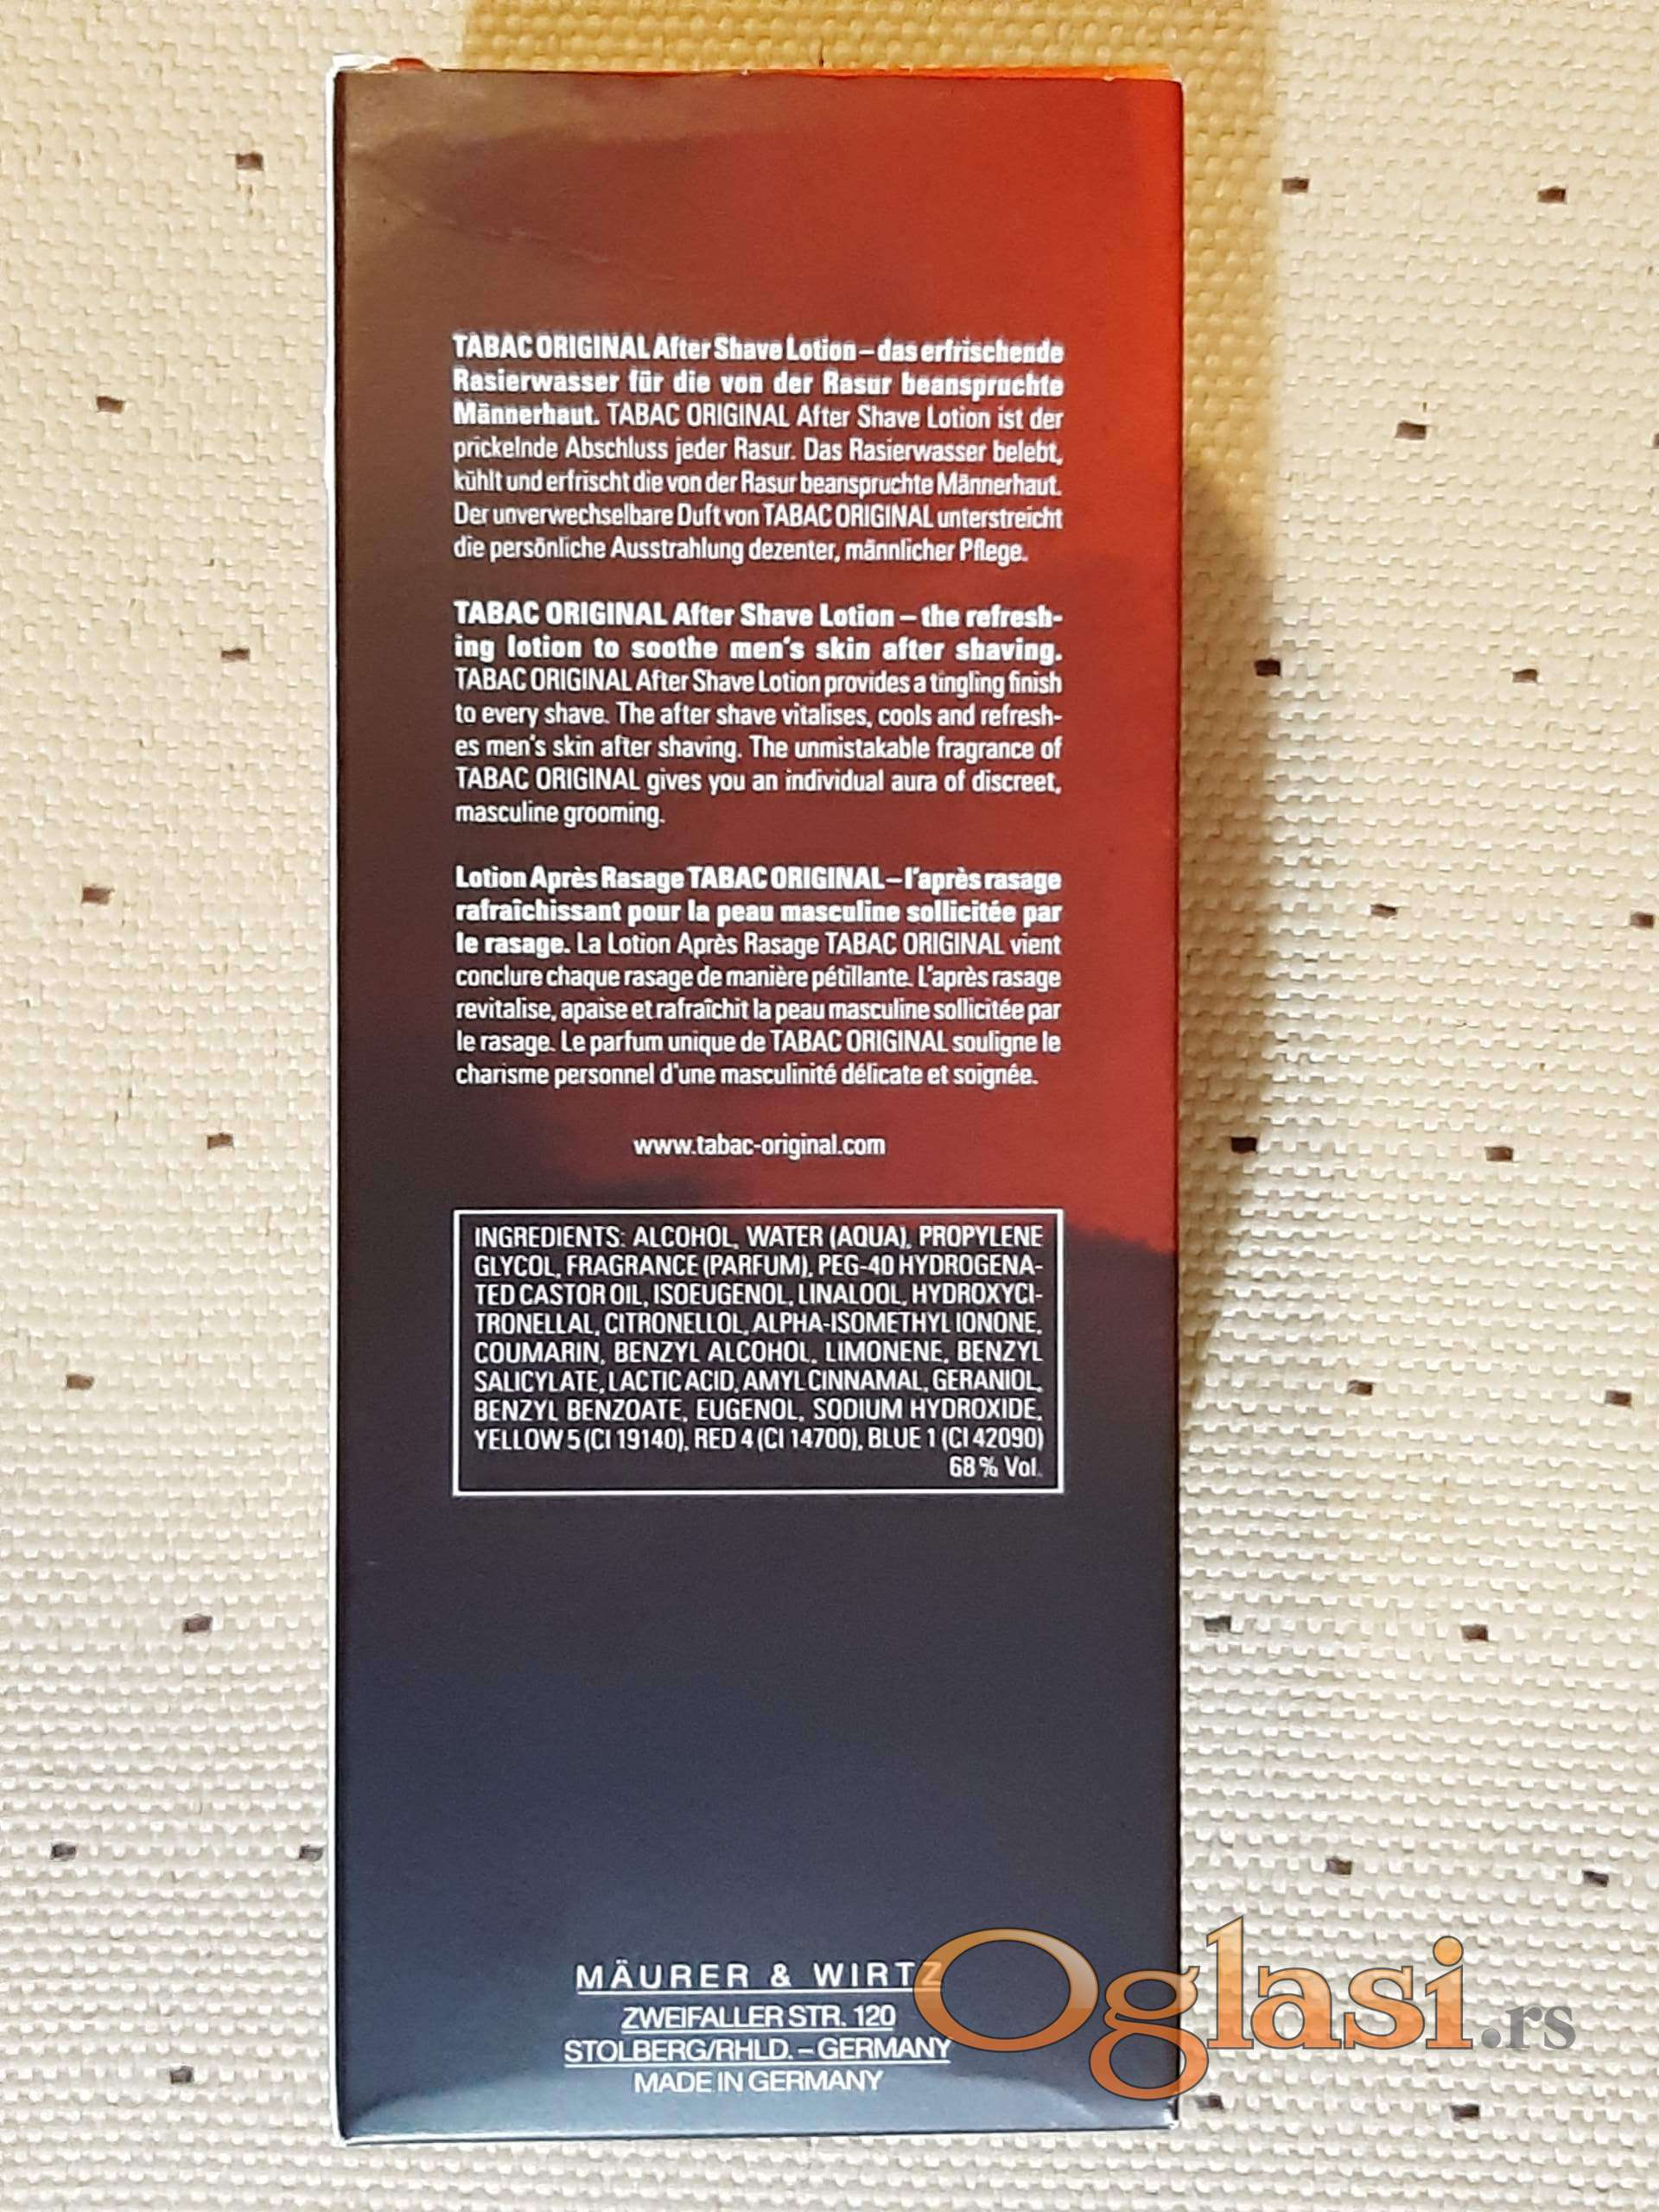 TABAC ORIGINAL After Shave Lotion – das erfrischende
Rasierwasser für die von der Rasur beanspruchte
Männerhaut. TABAC ORIGINAL After Shave Lotion ist der
prickelnde Abschluss jeder Rasur. Das Rasierwasser belebt,
kühlt und erfrischt die von der Rasur beanspruchte Männerhaut.
Der unverwechselbare Duft von TABAC ORIGINAL unterstreicht
die persönliche Ausstrahlung dezenter, männlicher Pflege.
TABAC ORIGINAL After Shave Lotion – the refresh-
ing lotion to soothe men's skin after shaving.
TABAC ORIGINAL After Shave Lotion provides a tingling finish
to every shave. The after shave vitalises, cools and refresh-
es men's skin after shaving. The unmistakable fragrance of
TABAC ORIGINAL gives you an individual aura of discreet,
masculine grooming.
Lotion Après Rasage TABAC ORIGINAL – l'après rasage
rafraîchissant pour la peau masculine sollicitée par
le rasage. La Lotion Après Rasage TABAC ORIGINAL vient
conclure chaque rasage de manière pétillante. L'après rasage
revitalise, apaise et rafraîchit la peau masculine sollicitée par
le rasage. Le parfum unique de TABAC ORIGINAL souligne le
charisme personnel d'une masculinité délicate et soignée.
www.tabac-original.com
INGREDIENTS: ALCOHOL, WATER (AQUA), PROPYLENE
GLYCOL, FRAGRANCE (PARFUM), PEG-40 HYDROGENA-
TED CASTOR OIL, ISOEUGENOL, LINALOOL, HYDROXYCI-
TRONELLAL, CITRONELLOL, ALPHA-ISOMETHYL IONONE,
COUMARIN, BENZYL ALCOHOL, LIMONENE, BENZYL
SALICYLATE, LACTIC ACID, AMYL CINNAMAL, GERANIOL,
BENZYL BENZOATE, EUGENOL, SODIUM HYDROXIDE,
YELLOW 5 (CI 19140), RED 4 (CI 14700), BLUE 1 (CI 42090)
68 % Vol.
MÄURER & WIRTZ
ZWEIFALLER STR. 120
STOLBERG/RHLD. – GERMANY
MADE IN GERMANY
Oglasi.rs